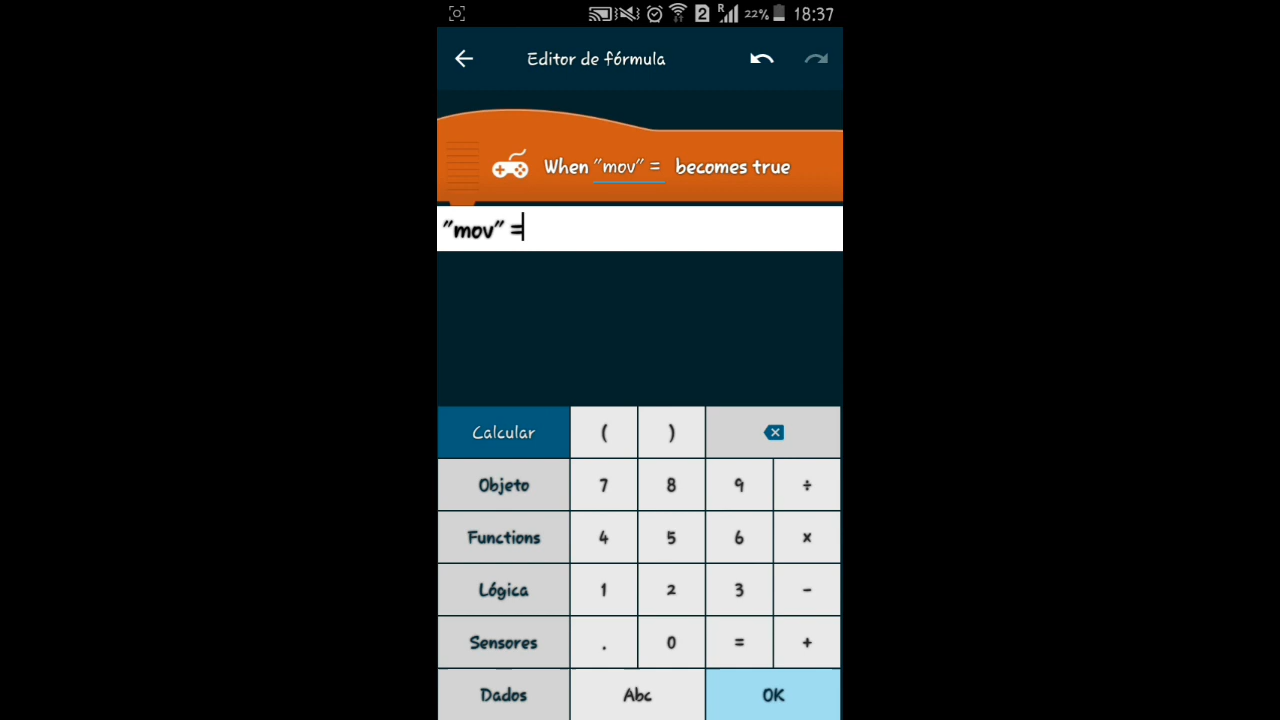 2 R 22% 18:37
Editor de fórmula
When "mov" = becomes true
"mov" =
Calcular ( )
Objeto 7 8 9 ÷
Functions 4 5 6 x
Lógica 1 2 3 -
Sensores . 0 = +
Dados Abc OK